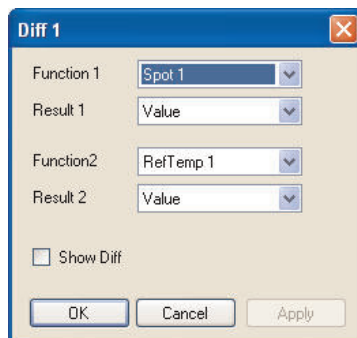 Diff 1
Function 1 Spot 1
Result 1 Value
Function2 RefTemp 1
Result 2 Value
Show Diff
OK Cancel Apply